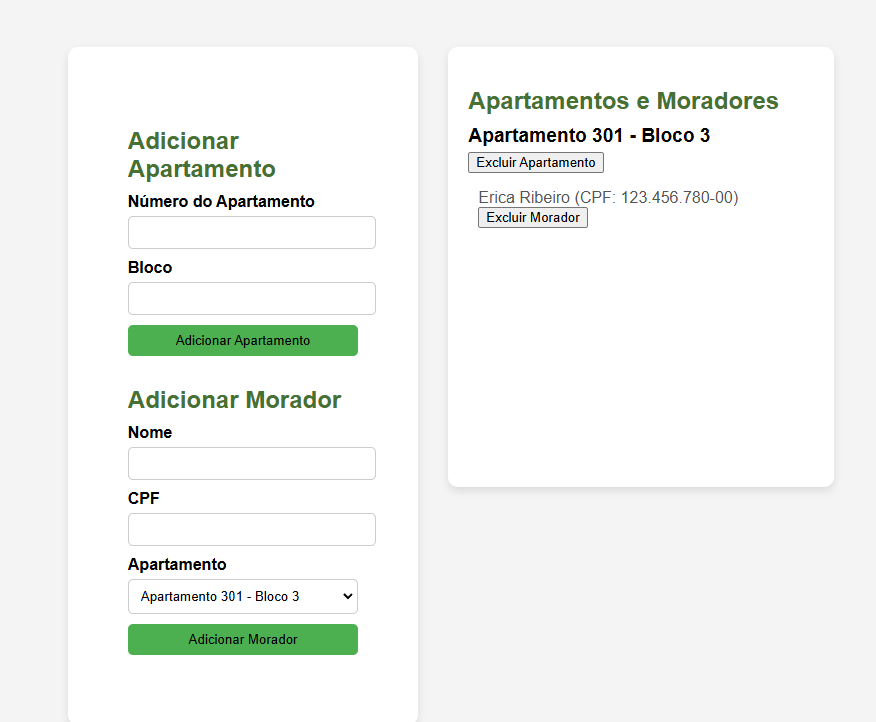 Adicionar
Apartamento
Número do Apartamento
Bloco
Adicionar Apartamento
Adicionar Morador
Nome
CPF
Apartamento
Apartamento 301 - Bloco 3
Adicionar Morador
Apartamentos e Moradores
Apartamento 301 - Bloco 3
Excluir Apartamento
Erica Ribeiro (CPF: 123.456.780-00)
Excluir Morador